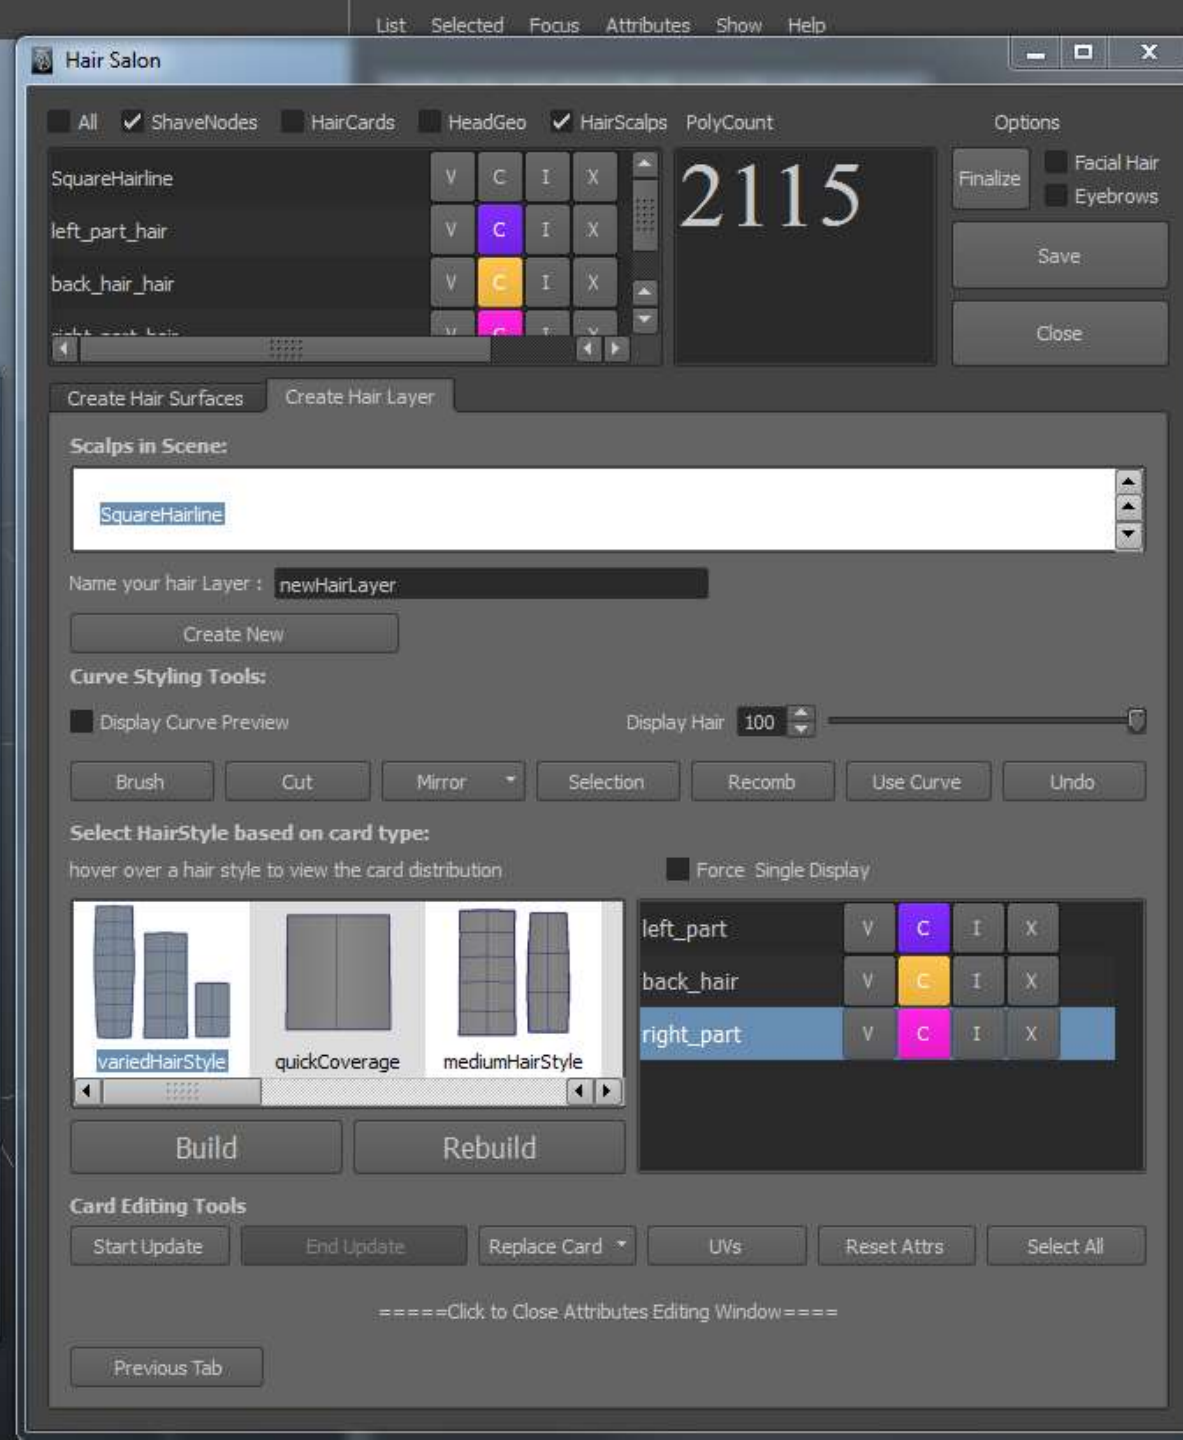 List Selected Focus Attributes Show Help
Hair Salon
All ShaveNodes HairCards HeadGeo HairScalps PolyCount Options
SquareHairline V C I X 2115 Finalize Facial Hair
Eyebrows
left_part_hair V C I X Save
back_hair_hair V C I X
right_part_hair V C I X Close
Create Hair Surfaces Create Hair Layer
Scalps in Scene:
SquareHairline
Name your hair Layer : newHairLayer
Create New
Curve Styling Tools:
Display Curve Preview Display Hair 100
Brush Cut Mirror Selection Recomb Use Curve Undo
Select HairStyle based on card type:
hover over a hair style to view the card distribution Force Single Display
left_part V C I X
back_hair V C I X
right_part V C I X
variedHairStyle quickCoverage mediumHairStyle
Build Rebuild
Card Editing Tools
Start Update End Update Replace Card UVs Reset Attrs Select All
=====Click to Close Attributes Editing Window====
Previous Tab